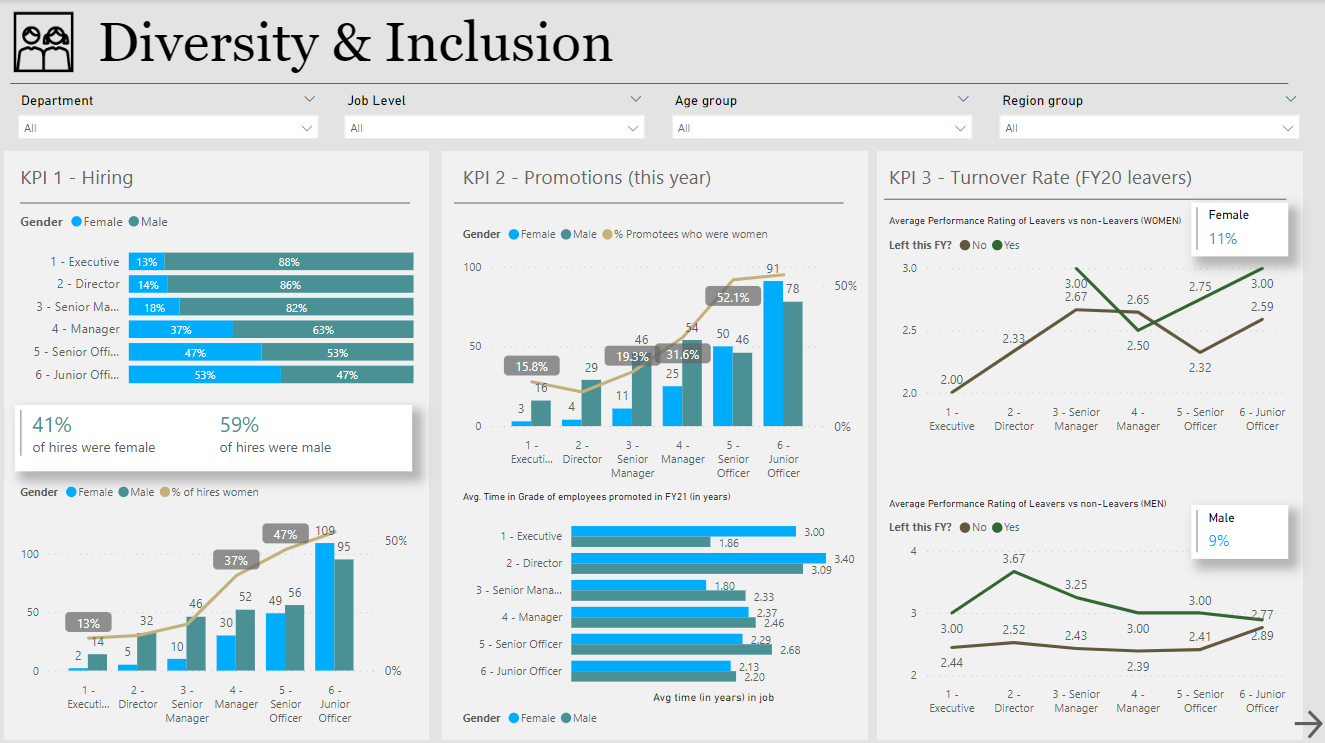 Diversity & Inclusion
Department
All
Job Level
All
Age group
All
Region group
All
KPI 1 - Hiring
Gender Female Male
1 - Executive 13% 88%
2 - Director 14% 86%
3 - Senior Ma... 18% 82%
4 - Manager 37% 63%
5 - Senior Offi... 47% 53%
6 - Junior Offi... 53% 47%
41% 59%
of hires were female of hires were male
Gender Female Male % of hires women
100
50
0
50%
0%
13%
37%
47%
2 14
5 32
10 46
30 52
49 56
109 95
1 - Executi...
2 - Director
3 - Senior Manager
4 - Manager
5 - Senior Officer
6 - Junior Officer
KPI 2 - Promotions (this year)
Gender Female Male % Promotees who were women
100
50
0
50%
0%
15.8%
19.3%
31.6%
52.1%
3 16
4 29
11 46
25 54
50 46
91 78
1 - Executi...
2 - Director
3 - Senior Manager
4 - Manager
5 - Senior Officer
6 - Junior Officer
Avg. Time in Grade of employees promoted in FY21 (in years)
1 - Executive 3.00 1.86
2 - Director 3.40 3.09
3 - Senior Mana... 1.80 2.33
4 - Manager 2.37 2.46
5 - Senior Officer 2.29 2.68
6 - Junior Officer 2.13 2.20
Avg time (in years) in job
Gender Female Male
KPI 3 - Turnover Rate (FY20 leavers)
Average Performance Rating of Leavers vs non-Leavers (WOMEN)
Left this FY? No Yes
Female
11%
3.0
2.5
2.0
2.00
2.33
3.00
2.67
2.65
2.50
2.75
2.32
3.00
2.59
1 - Executive
2 - Director
3 - Senior Manager
4 - Manager
5 - Senior Officer
6 - Junior Officer
Average Performance Rating of Leavers vs non-Leavers (MEN)
Left this FY? No Yes
Male
9%
4
3
2
3.00
2.44
3.67
2.52
3.25
2.43
3.00
2.39
3.00
2.41
2.77
2.89
1 - Executive
2 - Director
3 - Senior Manager
4 - Manager
5 - Senior Officer
6 - Junior Officer